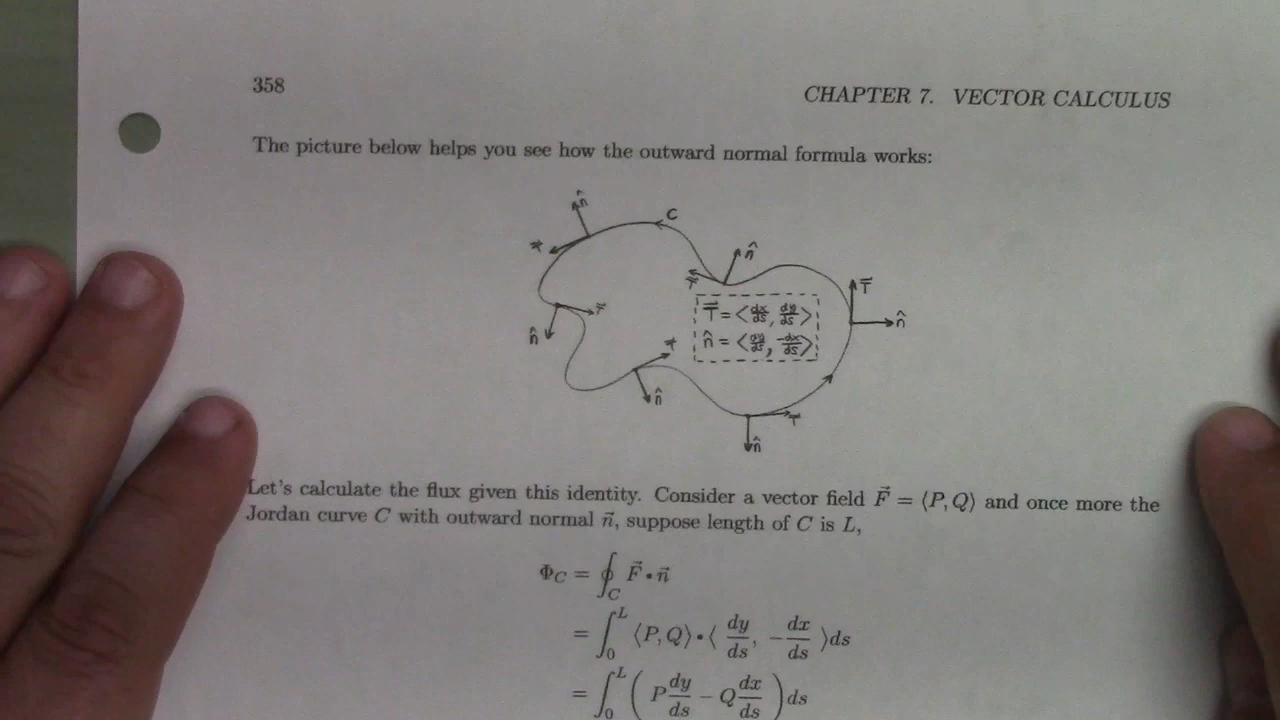 358
CHAPTER 7. VECTOR CALCULUS
The picture below helps you see how the outward normal formula works:
n̂
C
T⃗
n̂
T⃗
T⃗
n̂
T⃗ = <dx/ds, dy/ds>
n̂ = <dy/ds, -dx/ds>
T⃗
n̂
T⃗
n̂
T⃗
n̂
n̂
Let's calculate the flux given this identity. Consider a vector field F⃗ = ⟨P, Q⟩ and once more the
Jordan curve C with outward normal n⃗, suppose length of C is L,
Φ_C = ∮_C F⃗ • n⃗
= ∫_0^L ⟨P, Q⟩ • ⟨ dy/ds, −dx/ds ⟩ds
= ∫_0^L ( P dy/ds − Q dx/ds ) ds